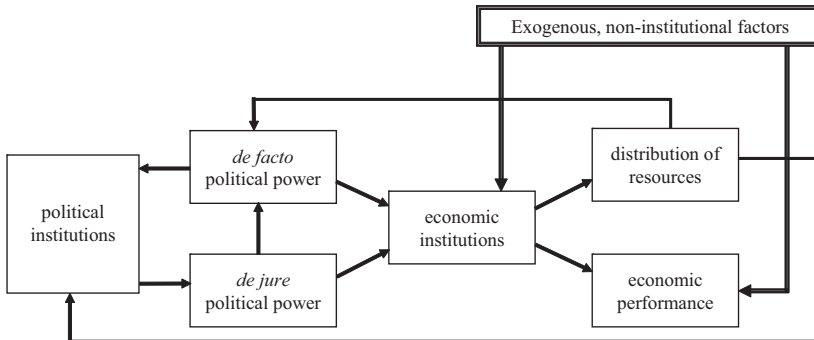 Exogenous, non-institutional factors
de facto
political power
distribution of
resources
political
institutions
economic
institutions
de jure
political power
economic
performance